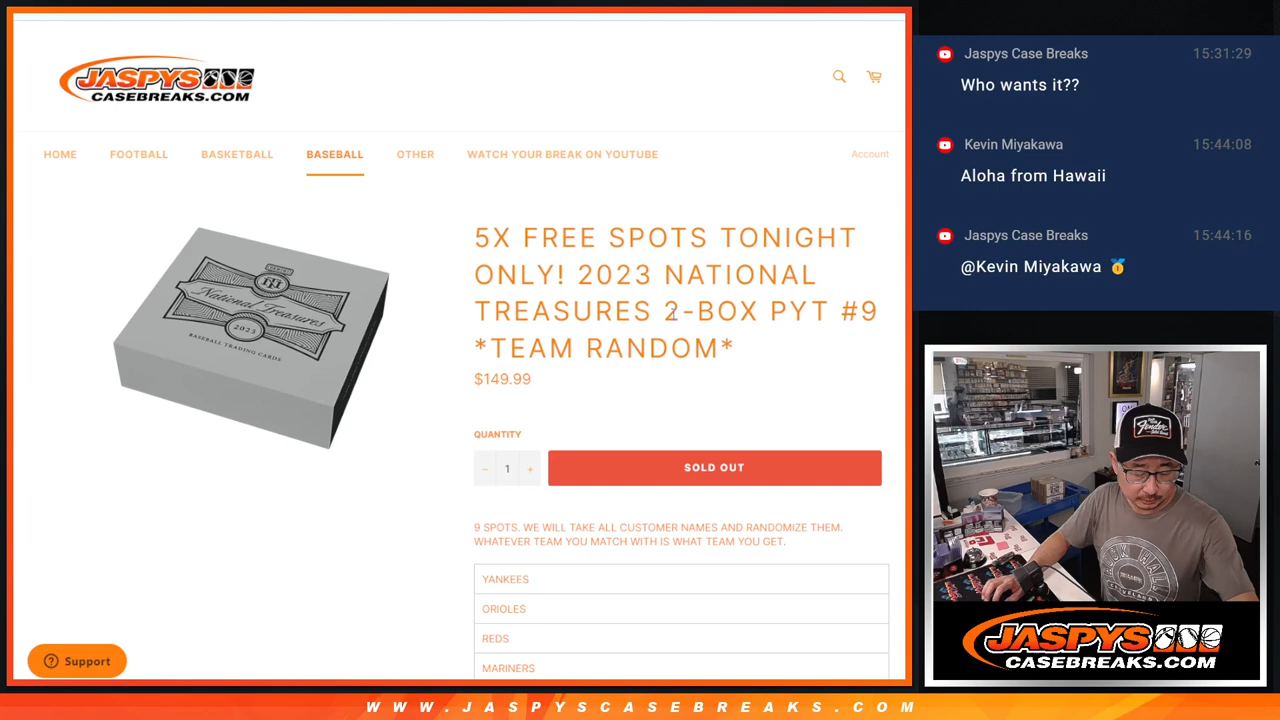 JASPYS
CASEBREAKS.COM
HOME
FOOTBALL
BASKETBALL
BASEBALL
OTHER
WATCH YOUR BREAK ON YOUTUBE
Account
National Treasures
2023
BASEBALL TRADING CARDS
5X FREE SPOTS TONIGHT
ONLY! 2023 NATIONAL
TREASURES 2-BOX PYT #9
*TEAM RANDOM*
$149.99
QUANTITY
− 1 +
SOLD OUT
9 SPOTS. WE WILL TAKE ALL CUSTOMER NAMES AND RANDOMIZE THEM.
WHATEVER TEAM YOU MATCH WITH IS WHAT TEAM YOU GET.
YANKEES
ORIOLES
REDS
MARINERS
Support
Jaspys Case Breaks 15:31:29
Who wants it??
Kevin Miyakawa 15:44:08
Aloha from Hawaii
Jaspys Case Breaks 15:44:16
@Kevin Miyakawa 🥇
Fender
JASPYS
CASEBREAKS.COM
WWW.JASPYSCASEBREAKS.COM